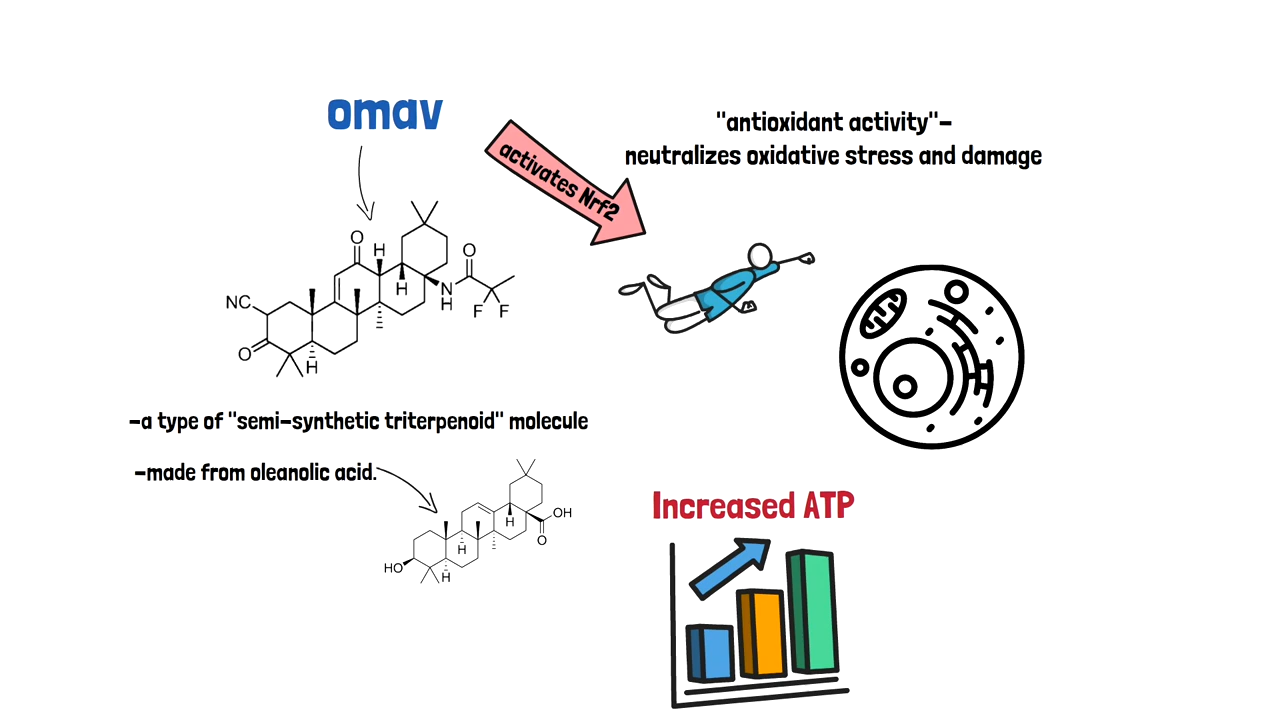 omav
activates Nrf2
"antioxidant activity"-
neutralizes oxidative stress and damage
O
H
O
NC
H
N
H
F
F
O
H
-a type of "semi-synthetic triterpenoid" molecule
-made from oleanolic acid.
H
OH
O
H
HO
H
Increased ATP